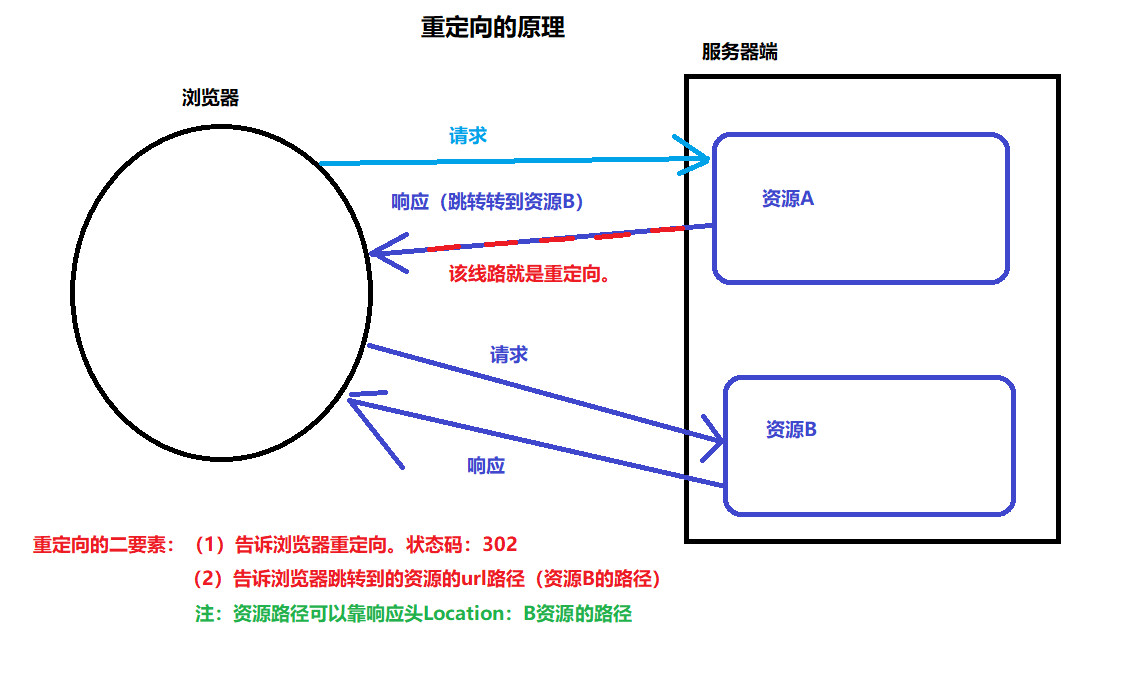 重定向的原理
服务器端
浏览器
请求
响应（跳转转到资源B）
资源A
该线路就是重定向。
请求
资源B
响应
重定向的二要素：（1）告诉浏览器重定向。状态码：302
（2）告诉浏览器跳转到的资源的url路径（资源B的路径）
注：资源路径可以靠响应头Location：B资源的路径